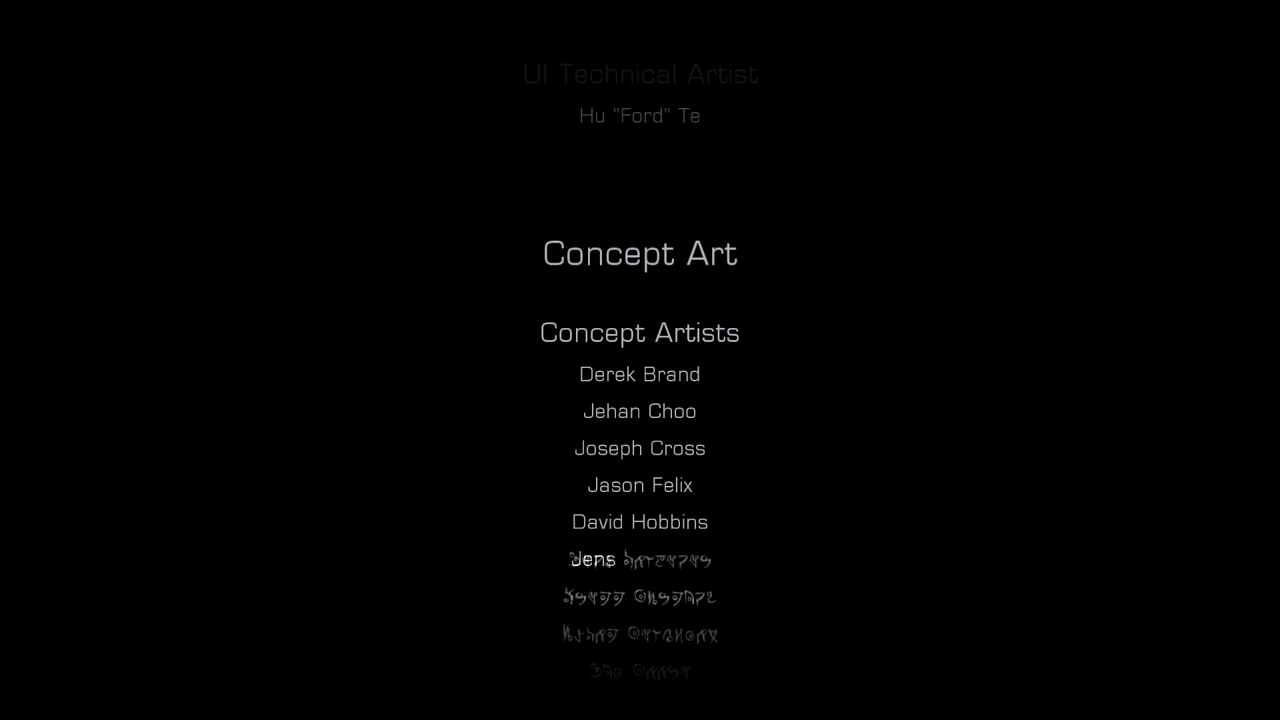 UI Technical Artist
Hu "Ford" Te
Concept Art
Concept Artists
Derek Brand
Jehan Choo
Joseph Cross
Jason Felix
David Hobbins
Jens